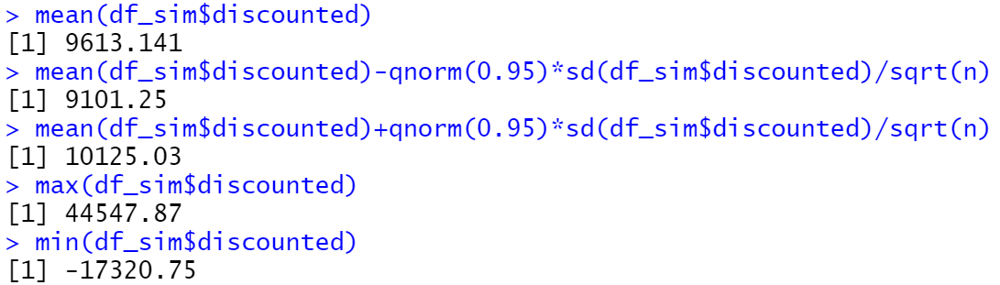 > mean(df_sim$discounted)
[1] 9613.141
> mean(df_sim$discounted)-qnorm(0.95)*sd(df_sim$discounted)/sqrt(n)
[1] 9101.25
> mean(df_sim$discounted)+qnorm(0.95)*sd(df_sim$discounted)/sqrt(n)
[1] 10125.03
> max(df_sim$discounted)
[1] 44547.87
> min(df_sim$discounted)
[1] -17320.75